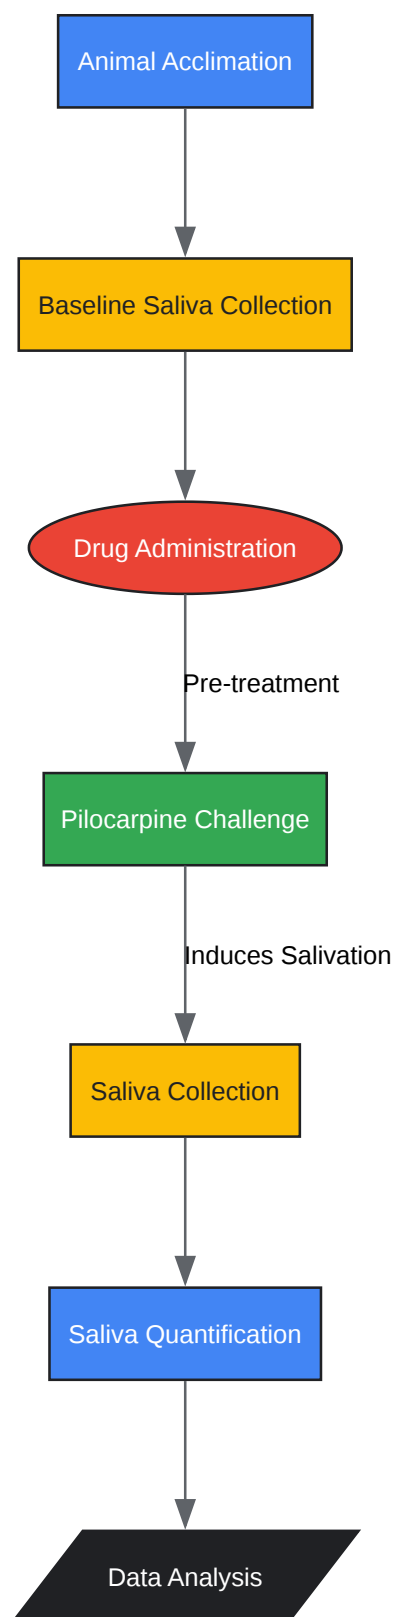 Animal Acclimation
Baseline Saliva Collection
Drug Administration
Pre-treatment
Pilocarpine Challenge
Induces Salivation
Saliva Collection
Saliva Quantification
Data Analysis